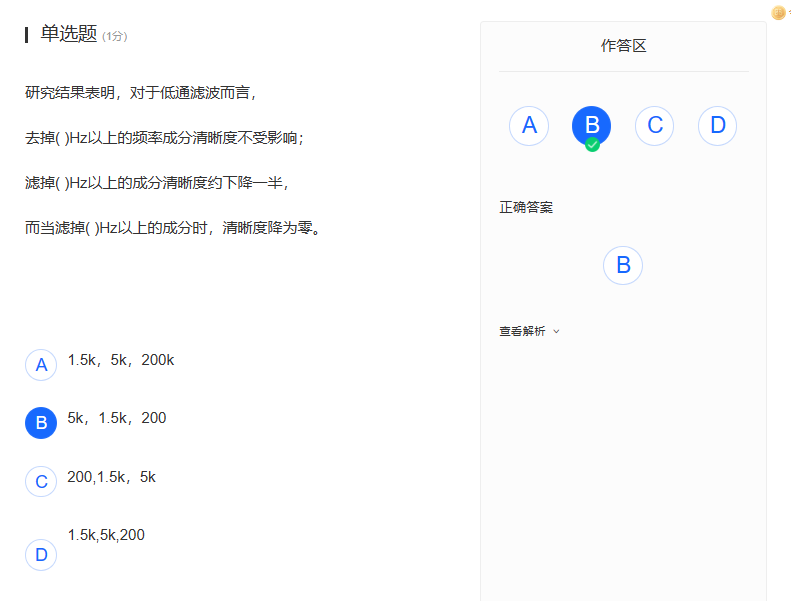 单选题 (1分)
研究结果表明，对于低通滤波而言，
去掉( )Hz以上的频率成分清晰度不受影响；
滤掉( )Hz以上的成分清晰度约下降一半，
而当滤掉( )Hz以上的成分时，清晰度降为零。
A 1.5k，5k，200k
B 5k，1.5k，200
C 200,1.5k，5k
D 1.5k,5k,200
作答区
A B C D
正确答案
B
查看解析